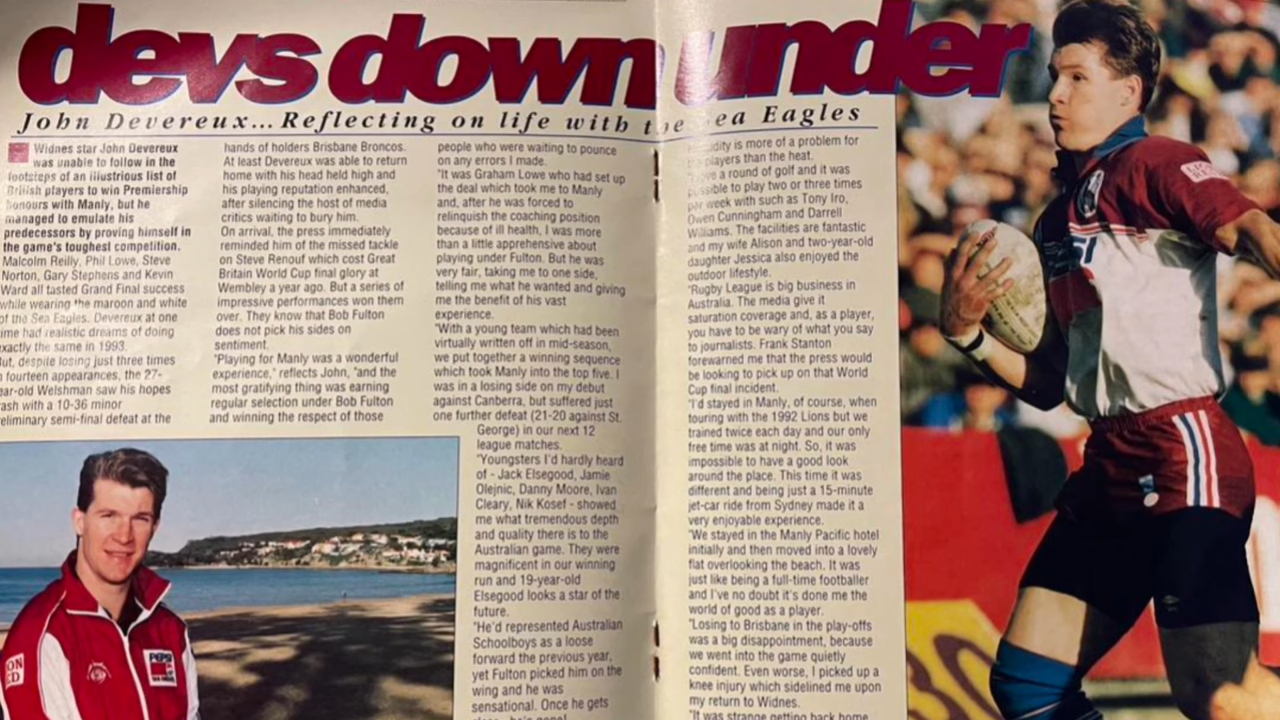 devs down under
John Devereux...Reflecting on life with the Sea Eagles
Widnes star John Devereux
was unable to follow in the
footsteps of an illustrious list of
British players to win Premiership
honours with Manly, but he
managed to emulate his
predecessors by proving himself in
the game's toughest competition.
Malcolm Reilly, Phil Lowe, Steve
Norton, Gary Stephens and Kevin
Ward all tasted Grand Final success
while wearing the maroon and white
of the Sea Eagles. Devereux at one
time had realistic dreams of doing
exactly the same in 1993.
But, despite losing just three times
in fourteen appearances, the 27-
year-old Welshman saw his hopes
crash with a 10-36 minor
preliminary semi-final defeat at the
hands of holders Brisbane Broncos.
At least Devereux was able to return
home with his head held high and
his playing reputation enhanced,
after silencing the host of media
critics waiting to bury him.
On arrival, the press immediately
reminded him of the missed tackle
on Steve Renouf which cost Great
Britain World Cup final glory at
Wembley a year ago. But a series of
impressive performances won them
over. They know that Bob Fulton
does not pick his sides on
sentiment.
"Playing for Manly was a wonderful
experience," reflects John, "and the
most gratifying thing was earning
regular selection under Bob Fulton
and winning the respect of those
people who were waiting to pounce
on any errors I made.
"It was Graham Lowe who had set up
the deal which took me to Manly
and, after he was forced to
relinquish the coaching position
because of ill health, I was more
than a little apprehensive about
playing under Fulton. But he was
very fair, taking me to one side,
telling me what he wanted and giving
me the benefit of his vast
experience.
"With a young team which had been
virtually written off in mid-season,
we put together a winning sequence
which took Manly into the top five. I
was in a losing side on my debut
against Canberra, but suffered just
one further defeat (21-20 against St.
George) in our next 12
league matches.
"Youngsters I'd hardly heard
of - Jack Elsegood, Jamie
Olejnic, Danny Moore, Ivan
Cleary, Nik Kosef - showed
me what tremendous depth
and quality there is to the
Australian game. They were
magnificent in our winning
run and 19-year-old
Elsegood looks a star of the
future.
"He'd represented Australian
Schoolboys as a loose
forward the previous year,
yet Fulton picked him on the
wing and he was
sensational. Once he gets
Humidity is more of a problem for
the players than the heat.
"I love a round of golf and it was
possible to play two or three times
per week with such as Tony Iro,
Owen Cunningham and Darrell
Williams. The facilities are fantastic
and my wife Alison and two-year-old
daughter Jessica also enjoyed the
outdoor lifestyle.
"Rugby League is big business in
Australia. The media give it
saturation coverage and, as a player,
you have to be wary of what you say
to journalists. Frank Stanton
forewarned me that the press would
be looking to pick up on that World
Cup final incident.
"I'd stayed in Manly, of course, when
touring with the 1992 Lions but we
trained twice each day and our only
free time was at night. So, it was
impossible to have a good look
around the place. This time it was
different and being just a 15-minute
jet-car ride from Sydney made it a
very enjoyable experience.
"We stayed in the Manly Pacific hotel
initially and then moved into a lovely
flat overlooking the beach. It was
just like being a full-time footballer
and I've no doubt it's done me the
world of good as a player.
"Losing to Brisbane in the play-offs
was a big disappointment, because
we went into the game quietly
confident. Even worse, I picked up a
knee injury which sidelined me upon
my return to Widnes.
"It was strange getting back home
PEPSI